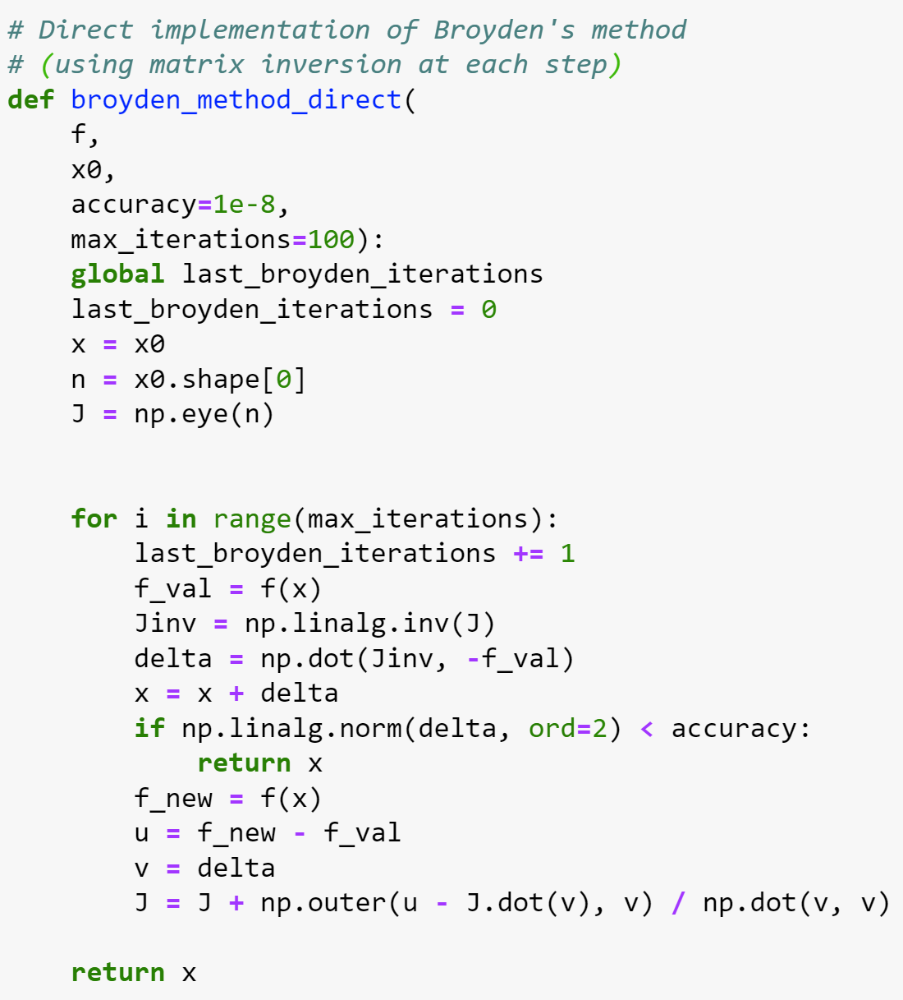 # Direct implementation of Broyden's method
# (using matrix inversion at each step)
def broyden_method_direct(
    f,
    x0,
    accuracy=1e-8,
    max_iterations=100):
    global last_broyden_iterations
    last_broyden_iterations = 0
    x = x0
    n = x0.shape[0]
    J = np.eye(n)
    for i in range(max_iterations):
        last_broyden_iterations += 1
        f_val = f(x)
        Jinv = np.linalg.inv(J)
        delta = np.dot(Jinv, -f_val)
        x = x + delta
        if np.linalg.norm(delta, ord=2) < accuracy:
            return x
        f_new = f(x)
        u = f_new - f_val
        v = delta
        J = J + np.outer(u - J.dot(v), v) / np.dot(v, v)
    return x